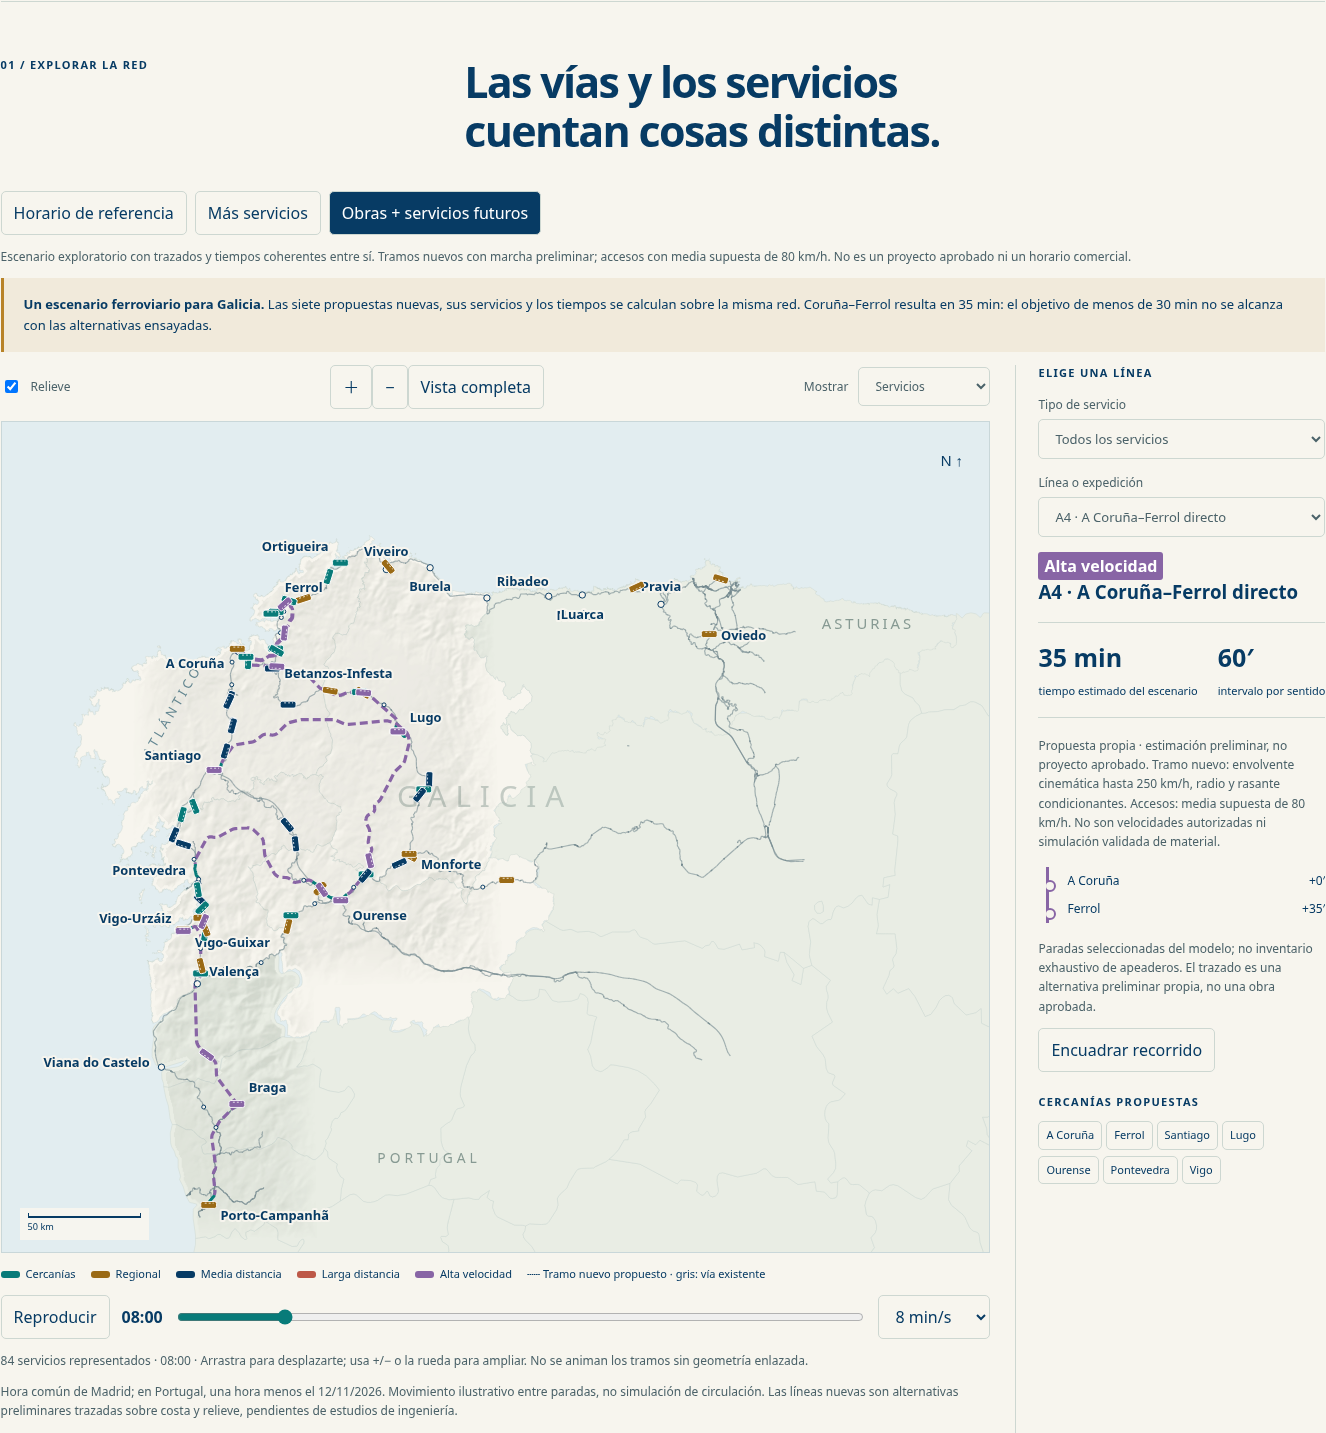 01 / EXPLORAR LA RED
Las vías y los servicios
cuentan cosas distintas.
Horario de referencia
Más servicios
Obras + servicios futuros
Escenario exploratorio con trazados y tiempos coherentes entre sí. Tramos nuevos con marcha preliminar; accesos con media supuesta de 80 km/h. No es un proyecto aprobado ni un horario comercial.
Un escenario ferroviario para Galicia. Las siete propuestas nuevas, sus servicios y los tiempos se calculan sobre la misma red. Coruña–Ferrol resulta en 35 min: el objetivo de menos de 30 min no se alcanza
con las alternativas ensayadas.
Relieve
+
−
Vista completa
Mostrar
Servicios
N ↑
Ortigueira
Viveiro
Ferrol
Burela
Ribadeo
Pravia
Luarca
ASTURIAS
Oviedo
A Coruña
Betanzos-Infesta
ATLÁNTICO
Lugo
Santiago
GALICIA
Pontevedra
Monforte
Vigo-Urzáiz
Ourense
Vigo-Guixar
Valença
Viana do Castelo
Braga
PORTUGAL
Porto-Campanhã
50 km
Cercanías
Regional
Media distancia
Larga distancia
Alta velocidad
Tramo nuevo propuesto · gris: vía existente
Reproducir
08:00
8 min/s
84 servicios representados · 08:00 · Arrastra para desplazarte; usa +/− o la rueda para ampliar. No se animan los tramos sin geometría enlazada.
Hora común de Madrid; en Portugal, una hora menos el 12/11/2026. Movimiento ilustrativo entre paradas, no simulación de circulación. Las líneas nuevas son alternativas
preliminares trazadas sobre costa y relieve, pendientes de estudios de ingeniería.
ELIGE UNA LÍNEA
Tipo de servicio
Todos los servicios
Línea o expedición
A4 · A Coruña–Ferrol directo
Alta velocidad
A4 · A Coruña–Ferrol directo
35 min
60′
tiempo estimado del escenario
intervalo por sentido
Propuesta propia · estimación preliminar, no
proyecto aprobado. Tramo nuevo: envolvente
cinemática hasta 250 km/h, radio y rasante
condicionantes. Accesos: media supuesta de 80
km/h. No son velocidades autorizadas ni
simulación validada de material.
A Coruña +0′
Ferrol +35′
Paradas seleccionadas del modelo; no inventario
exhaustivo de apeaderos. El trazado es una
alternativa preliminar propia, no una obra
aprobada.
Encuadrar recorrido
CERCANÍAS PROPUESTAS
A Coruña
Ferrol
Santiago
Lugo
Ourense
Pontevedra
Vigo